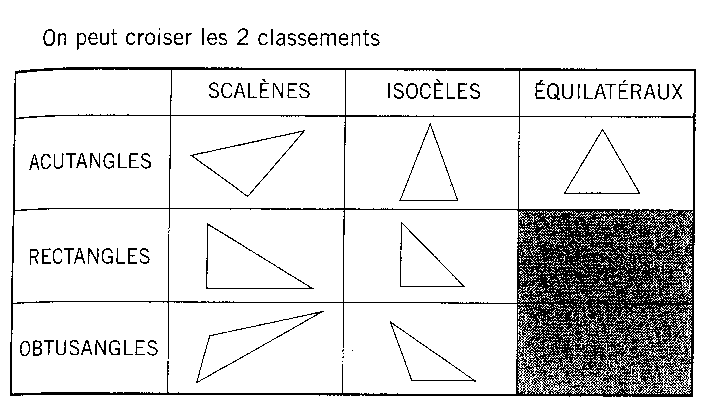 On peut croiser les 2 classements
SCALÈNES ISOCÈLES ÉQUILATÉRAUX
ACUTANGLES
RECTANGLES
OBTUSANGLES